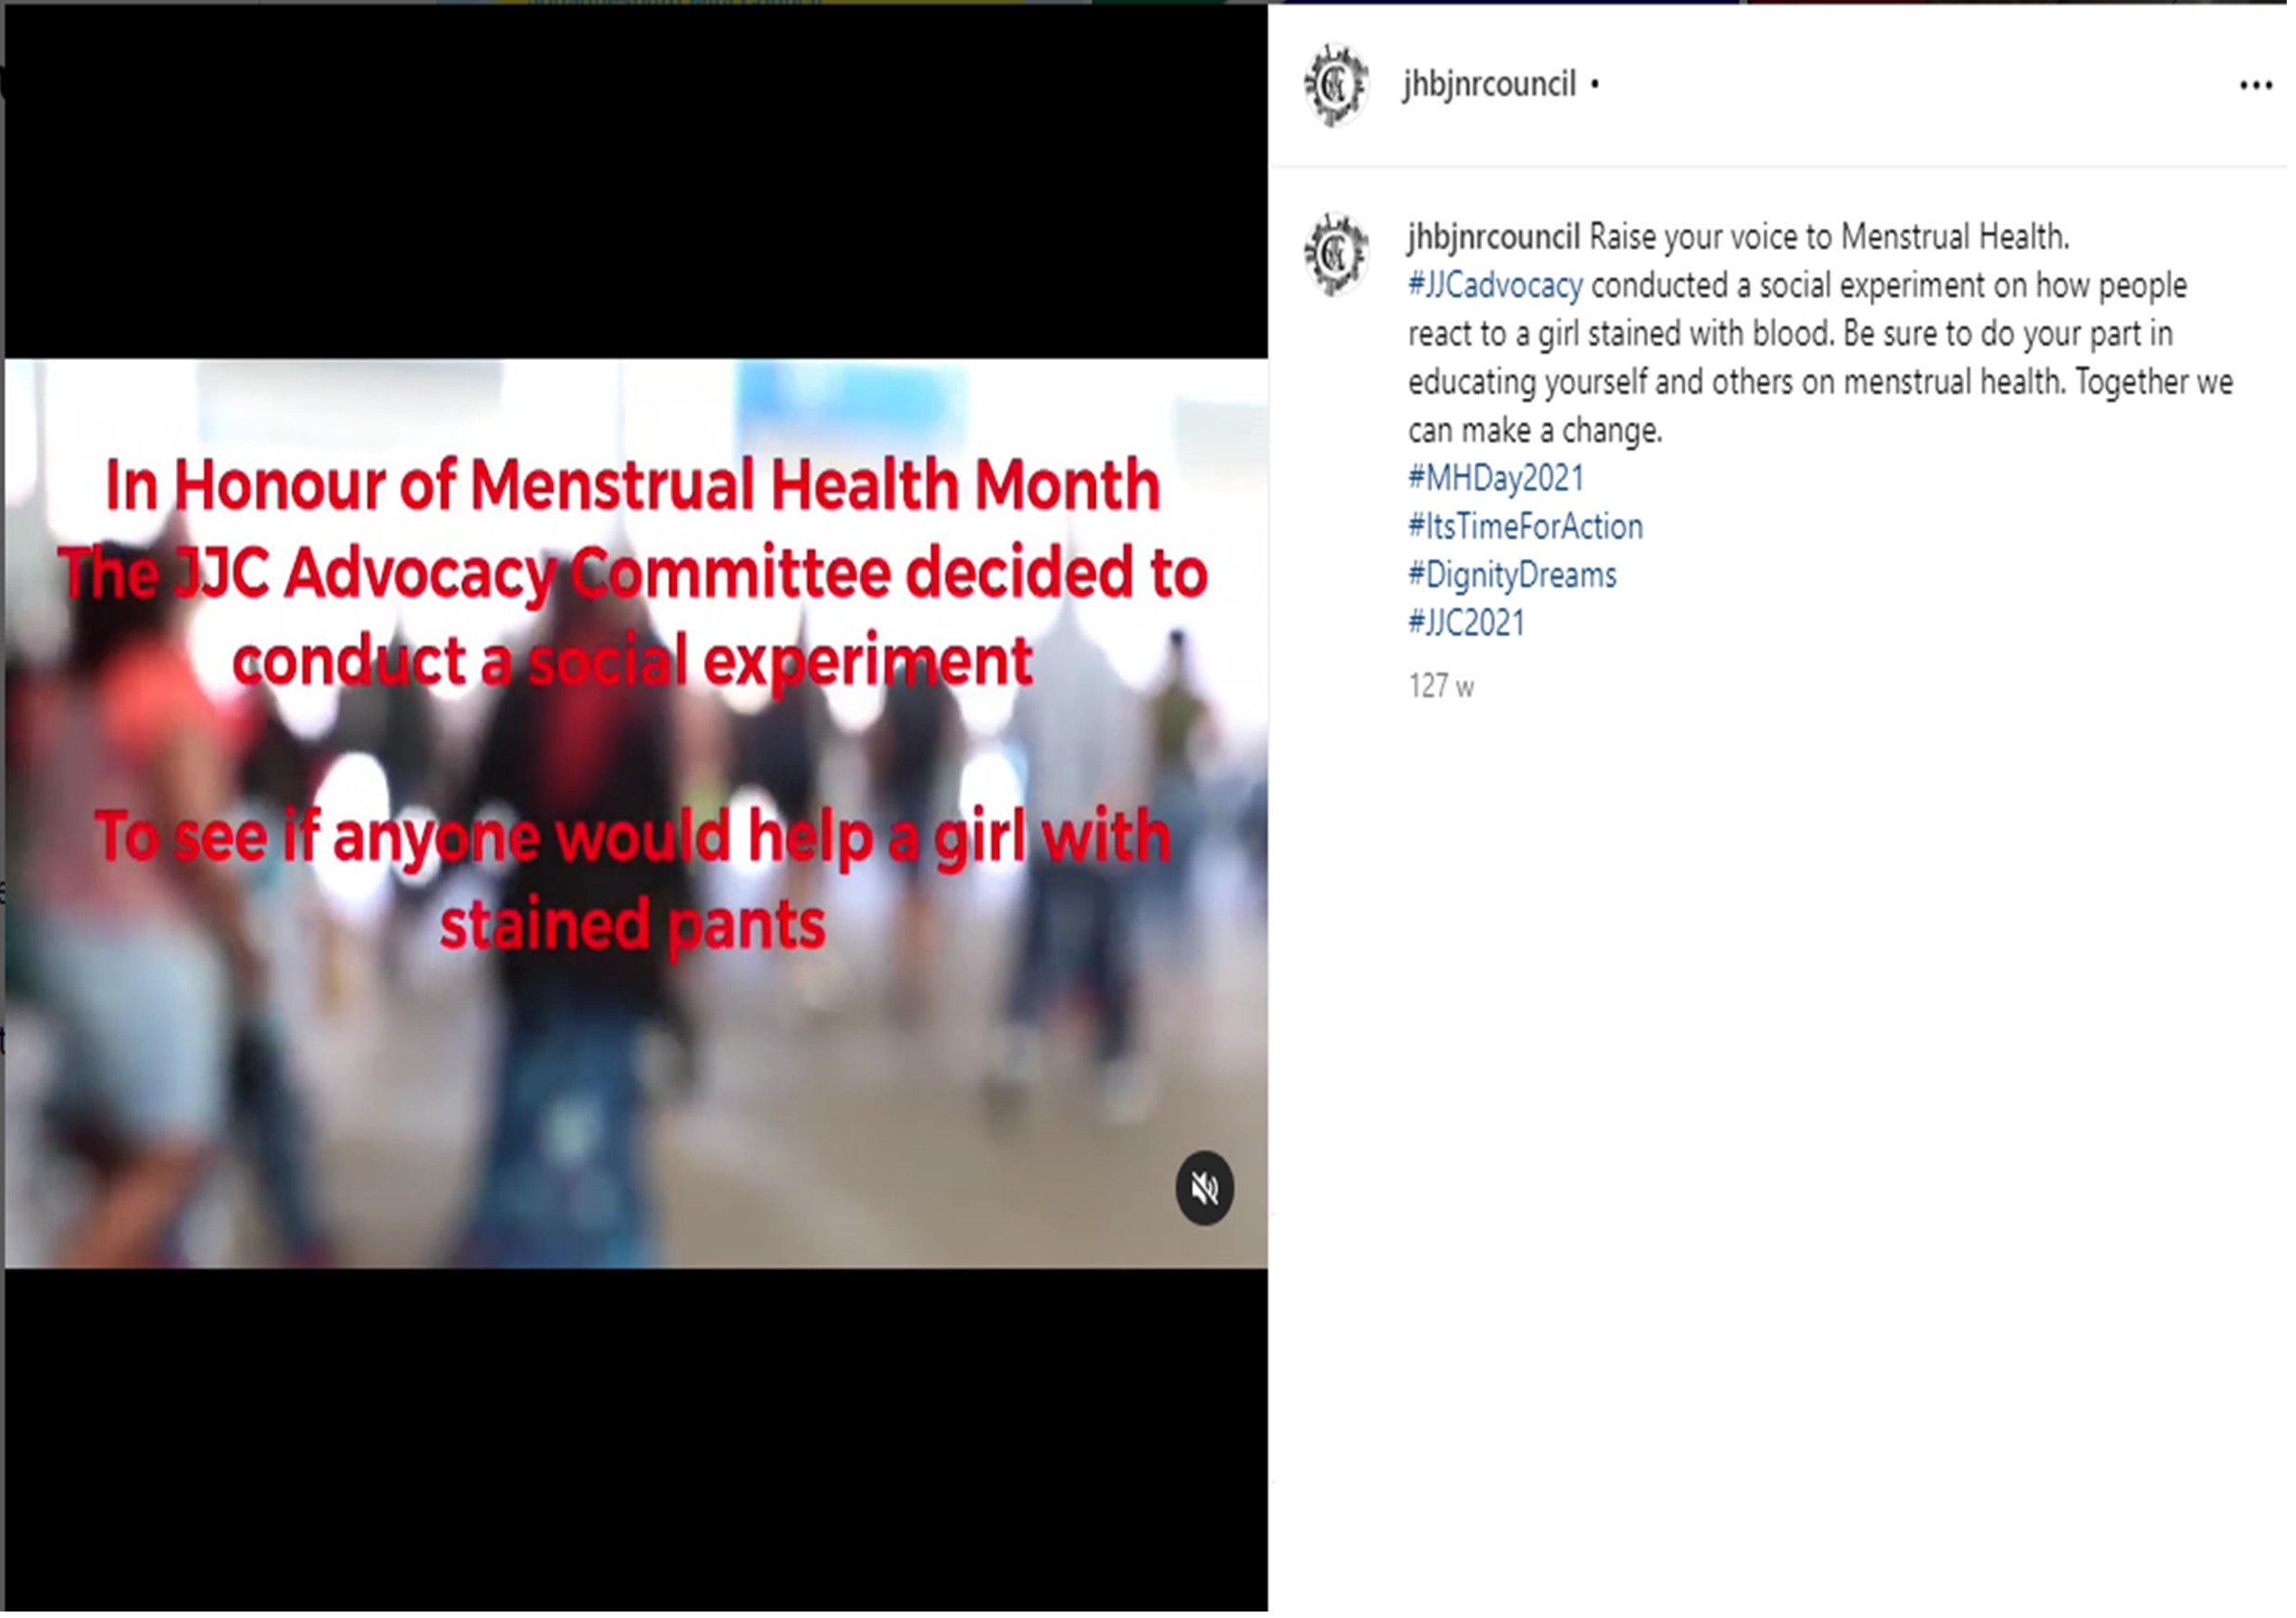 In Honour of Menstrual Health Month
The JJC Advocacy Committee decided to
conduct a social experiment
To see if anyone would help a girl with
stained pants
jhbjnrcouncil •
jhbjnrcouncil Raise your voice to Menstrual Health.
#JJCadvocacy conducted a social experiment on how people
react to a girl stained with blood. Be sure to do your part in
educating yourself and others on menstrual health. Together we
can make a change.
#MHDay2021
#ItsTimeForAction
#DignityDreams
#JJC2021
127 w